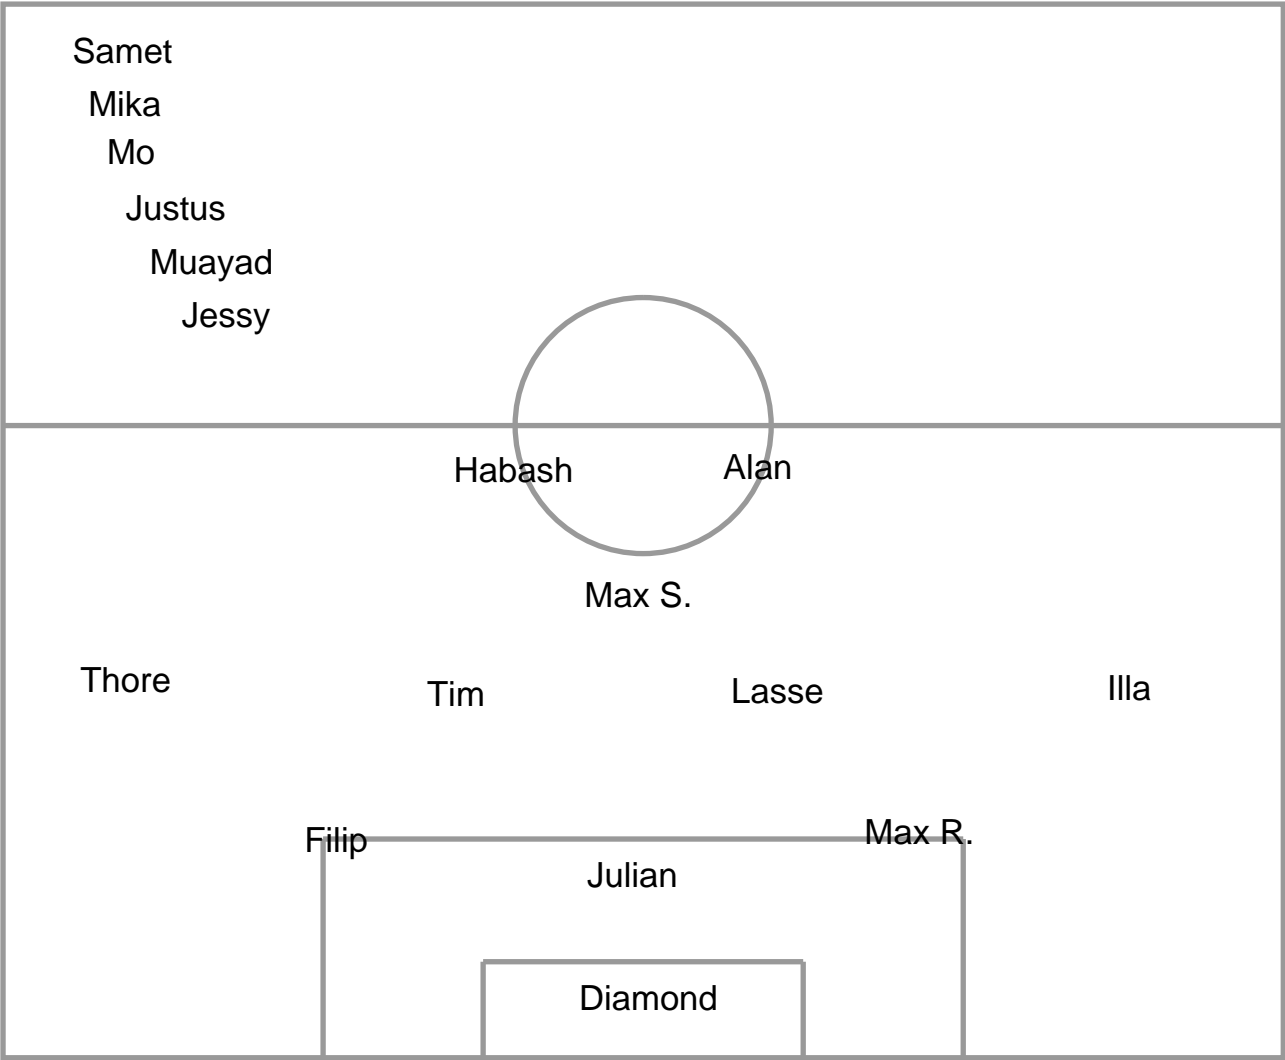 Samet
Mika
Mo
Justus
Muayad
Jessy
Habash Alan
Max S.
Thore Tim Lasse Illa
Filip Max R.
Julian
Diamond